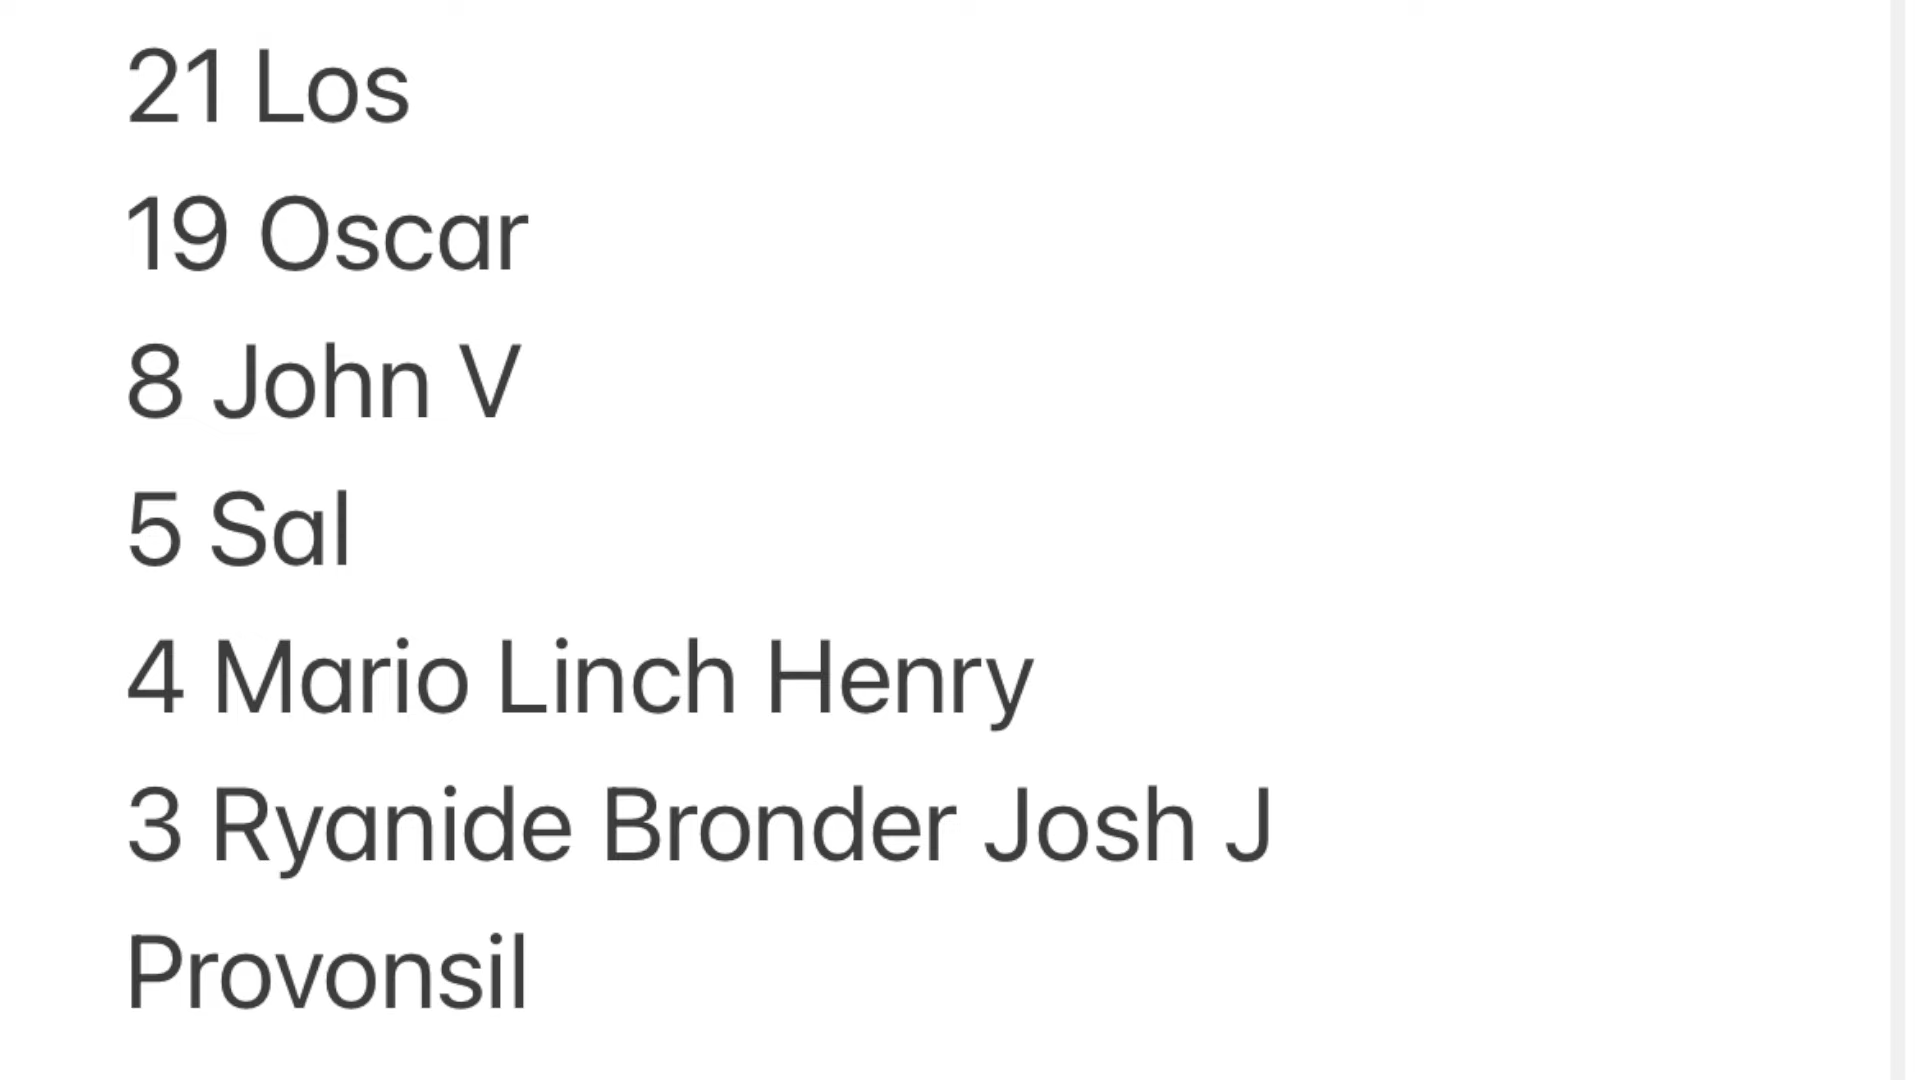 21 Los
19 Oscar
8 John V
5 Sal
4 Mario Linch Henry
3 Ryanide Bronder Josh J
Provonsil